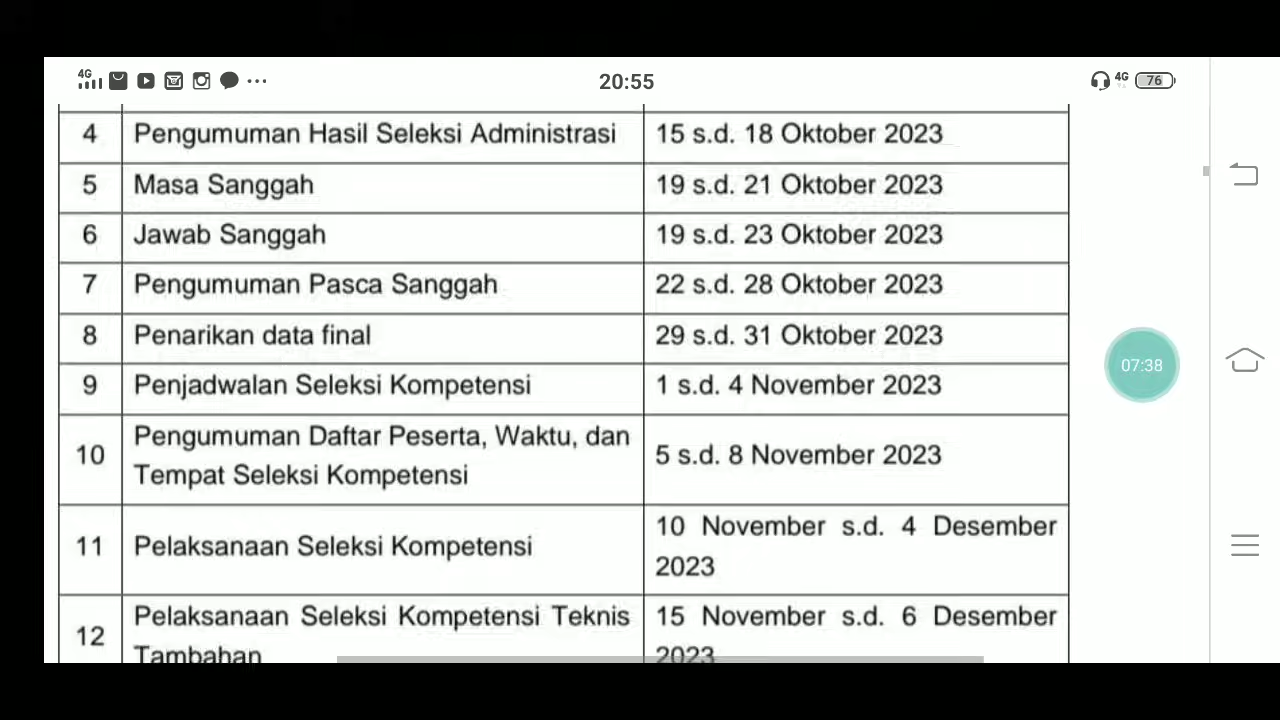 4G
20:55
4G
76
4 Pengumuman Hasil Seleksi Administrasi 15 s.d. 18 Oktober 2023
5 Masa Sanggah 19 s.d. 21 Oktober 2023
6 Jawab Sanggah 19 s.d. 23 Oktober 2023
7 Pengumuman Pasca Sanggah 22 s.d. 28 Oktober 2023
8 Penarikan data final 29 s.d. 31 Oktober 2023
07:38
9 Penjadwalan Seleksi Kompetensi 1 s.d. 4 November 2023
10 Pengumuman Daftar Peserta, Waktu, dan
Tempat Seleksi Kompetensi 5 s.d. 8 November 2023
11 Pelaksanaan Seleksi Kompetensi 10 November s.d. 4 Desember
2023
12 Pelaksanaan Seleksi Kompetensi Teknis 15 November s.d. 6 Desember
Tambahan 2023